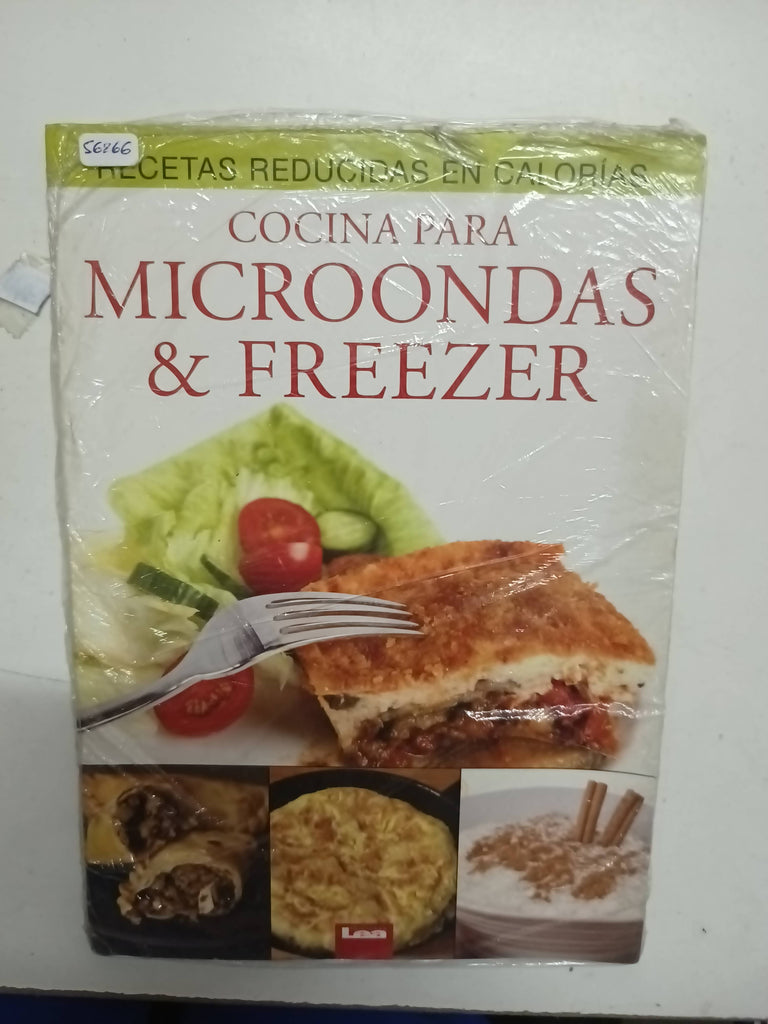 56866
RECETAS REDUCIDAS EN CALORÍAS
COCINA PARA
MICROONDAS
& FREEZER
Lea